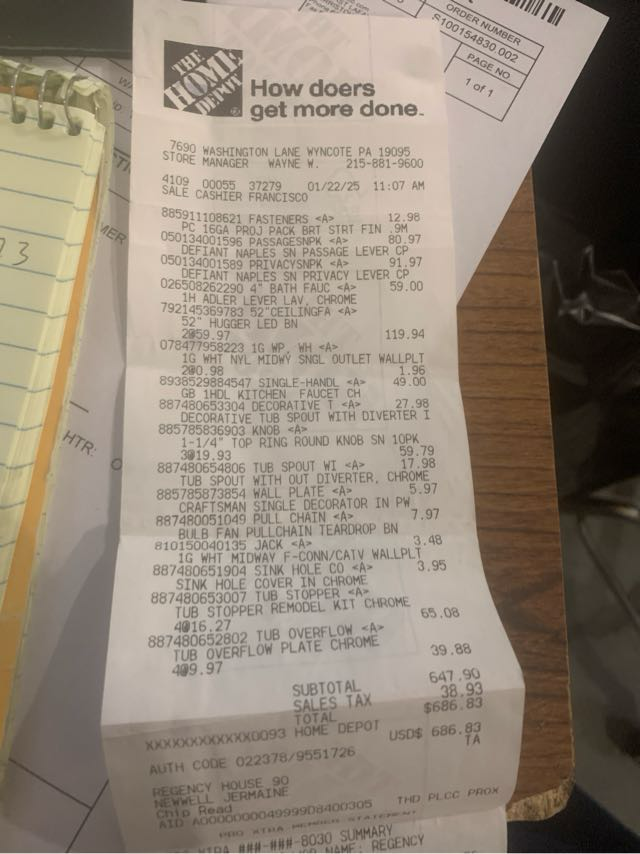 ORDER NUMBER
S100154830 002
PAGE NO.
1 of 1
THE
HOME
DEPOT
How doers
get more done.
7690 WASHINGTON LANE WYNCOTE PA 19095
STORE MANAGER WAYNE W. 215-881-9600
4109 00055 37279 01/22/25 11:07 AM
SALE CASHIER FRANCISCO
885911108621 FASTENERS <A> 12.98
PC 16GA PROJ PACK BRT STRT FIN .9M
050134001596 PASSAGESNPK <A> 80.97
DEFIANT NAPLES SN PASSAGE LEVER CP
050134001589 PRIVACYSNPK <A> 91.97
DEFIANT NAPLES SN PRIVACY LEVER CP
026508262290 4" BATH FAUC <A> 59.00
1H ADLER LEVER LAV, CHROME
792145369783 52"CEILINGFA <A>
52" HUGGER LED BN
2@59.97 119.94
078477958223 1G WP, WH <A>
1G WHT NYL MIDWY SNGL OUTLET WALLPLT
2@0.98 1.96
8938529884547 SINGLE-HANDL <A> 49.00
GB 1HDL KITCHEN FAUCET CH
887480653304 DECORATIVE T <A> 27.98
DECORATIVE TUB SPOUT WITH DIVERTER I
885785836903 KNOB <A>
1-1/4" TOP RING ROUND KNOB SN 10PK
3@19.93 59.79
887480654806 TUB SPOUT WI <A> 17.98
TUB SPOUT WITH OUT DIVERTER, CHROME
885785873854 WALL PLATE <A> 5.97
CRAFTSMAN SINGLE DECORATOR IN PW
887480051049 PULL CHAIN <A> 7.97
BULB FAN PULLCHAIN TEARDROP BN
810150040135 JACK <A> 3.48
1G WHT MIDWAY F-CONN/CATV WALLPLT
887480651904 SINK HOLE CO <A> 3.95
SINK HOLE COVER IN CHROME
887480653007 TUB STOPPER <A>
TUB STOPPER REMODEL KIT CHROME
4@16.27 65.08
887480652802 TUB OVERFLOW <A>
TUB OVERFLOW PLATE CHROME
4@9.97 39.88
SUBTOTAL 647.90
SALES TAX 38.93
TOTAL $686.83
XXXXXXXXXXXX0093 HOME DEPOT
USD$ 686.83
AUTH CODE 022378/9551726 TA
REGENCY HOUSE 90
NEWWELL JERMAINE
Chip Read
AID A0000000049999D8400305 THD PLCC PROX
PRO XTRA MEMBER STATEMENT
XTRA ###-###-8030 SUMMARY
NAME: REGENCY
MER
HTR: